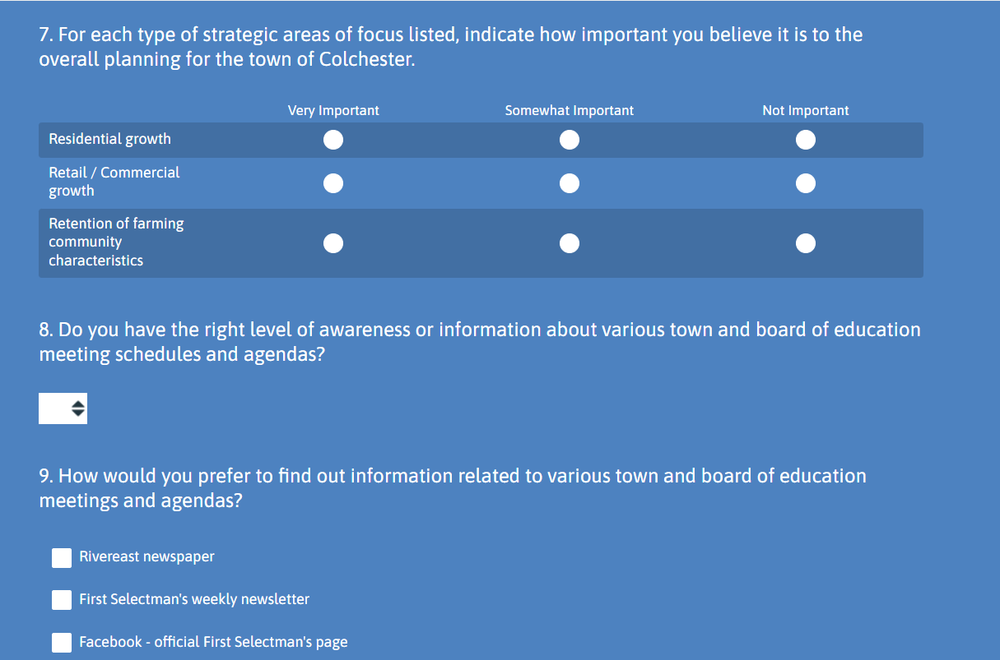 7. For each type of strategic areas of focus listed, indicate how important you believe it is to the
overall planning for the town of Colchester.
Very Important Somewhat Important Not Important
Residential growth
Retail / Commercial
growth
Retention of farming
community
characteristics
8. Do you have the right level of awareness or information about various town and board of education
meeting schedules and agendas?
9. How would you prefer to find out information related to various town and board of education
meetings and agendas?
Rivereast newspaper
First Selectman's weekly newsletter
Facebook - official First Selectman's page